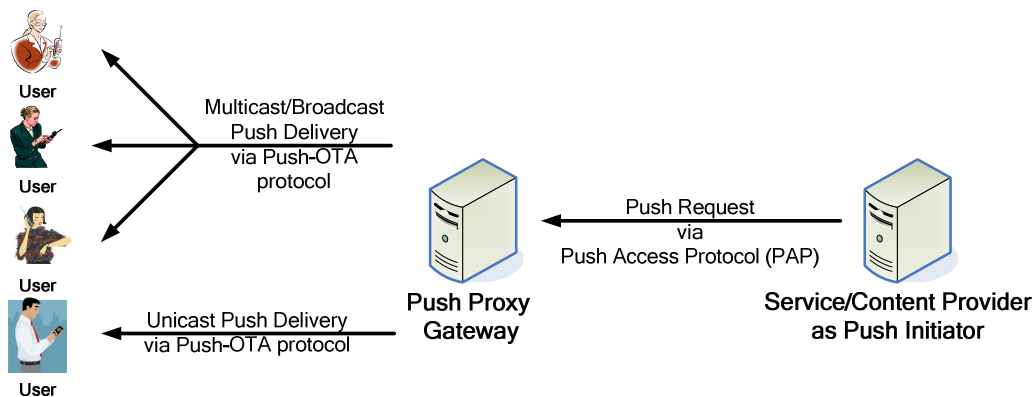 User
User
User
User
Multicast/Broadcast
Push Delivery
via Push-OTA
protocol
Unicast Push Delivery
via Push-OTA protocol
Push Proxy
Gateway
Push Request
via
Push Access Protocol (PAP)
Service/Content Provider
as Push Initiator